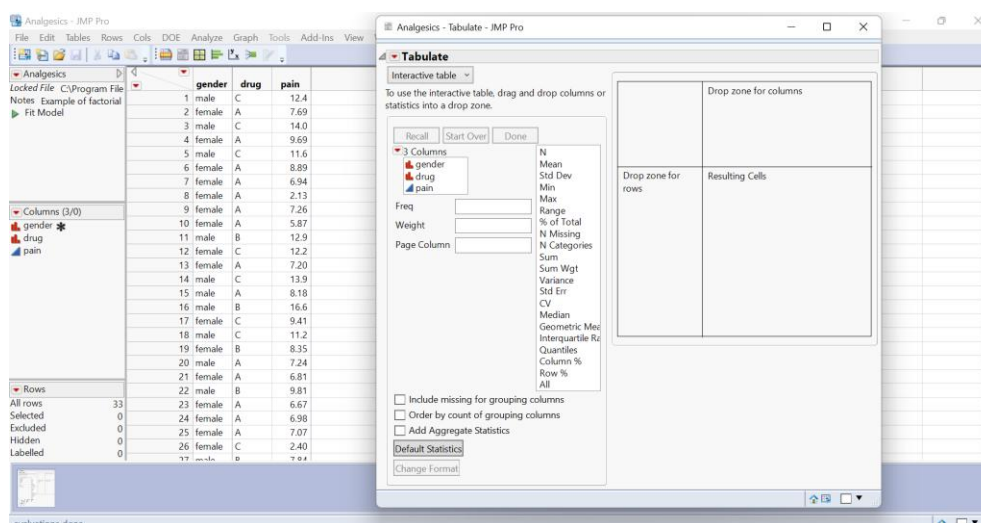 Analgesics - JMP Pro
File Edit Tables Rows Cols DOE Analyze Graph Tools Add-Ins View
Analgesics
Locked File C:\Program File
Notes Example of factorial
Fit Model
Columns (3/0)
gender
drug
pain
Rows
All rows 33
Selected 0
Excluded 0
Hidden 0
Labelled 0
gender drug pain
1 male C 12.4
2 female A 7.69
3 male C 14.0
4 female A 9.69
5 male C 11.6
6 female A 8.89
7 female A 6.94
8 female A 2.13
9 female A 7.26
10 female A 5.87
11 male B 12.9
12 female C 12.2
13 female A 7.20
14 male C 13.9
15 male A 8.18
16 male B 16.6
17 female C 9.41
18 male C 11.2
19 female B 8.35
20 male A 7.24
21 female A 6.81
22 male B 9.81
23 female A 6.67
24 female A 6.98
25 female A 7.07
26 female C 2.40
27 male B 7.84
Analgesics - Tabulate - JMP Pro
Tabulate
Interactive table
To use the interactive table, drag and drop columns or
statistics into a drop zone.
Recall Start Over Done
3 Columns
gender
drug
pain
Freq
Weight
Page Column
N
Mean
Std Dev
Min
Max
Range
% of Total
N Missing
N Categories
Sum
Sum Wgt
Variance
Std Err
CV
Median
Geometric Mea
Interquartile Ra
Quantiles
Column %
Row %
All
Include missing for grouping columns
Order by count of grouping columns
Add Aggregate Statistics
Default Statistics
Change Format
Drop zone for columns
Drop zone for
rows
Resulting Cells
evaluations done